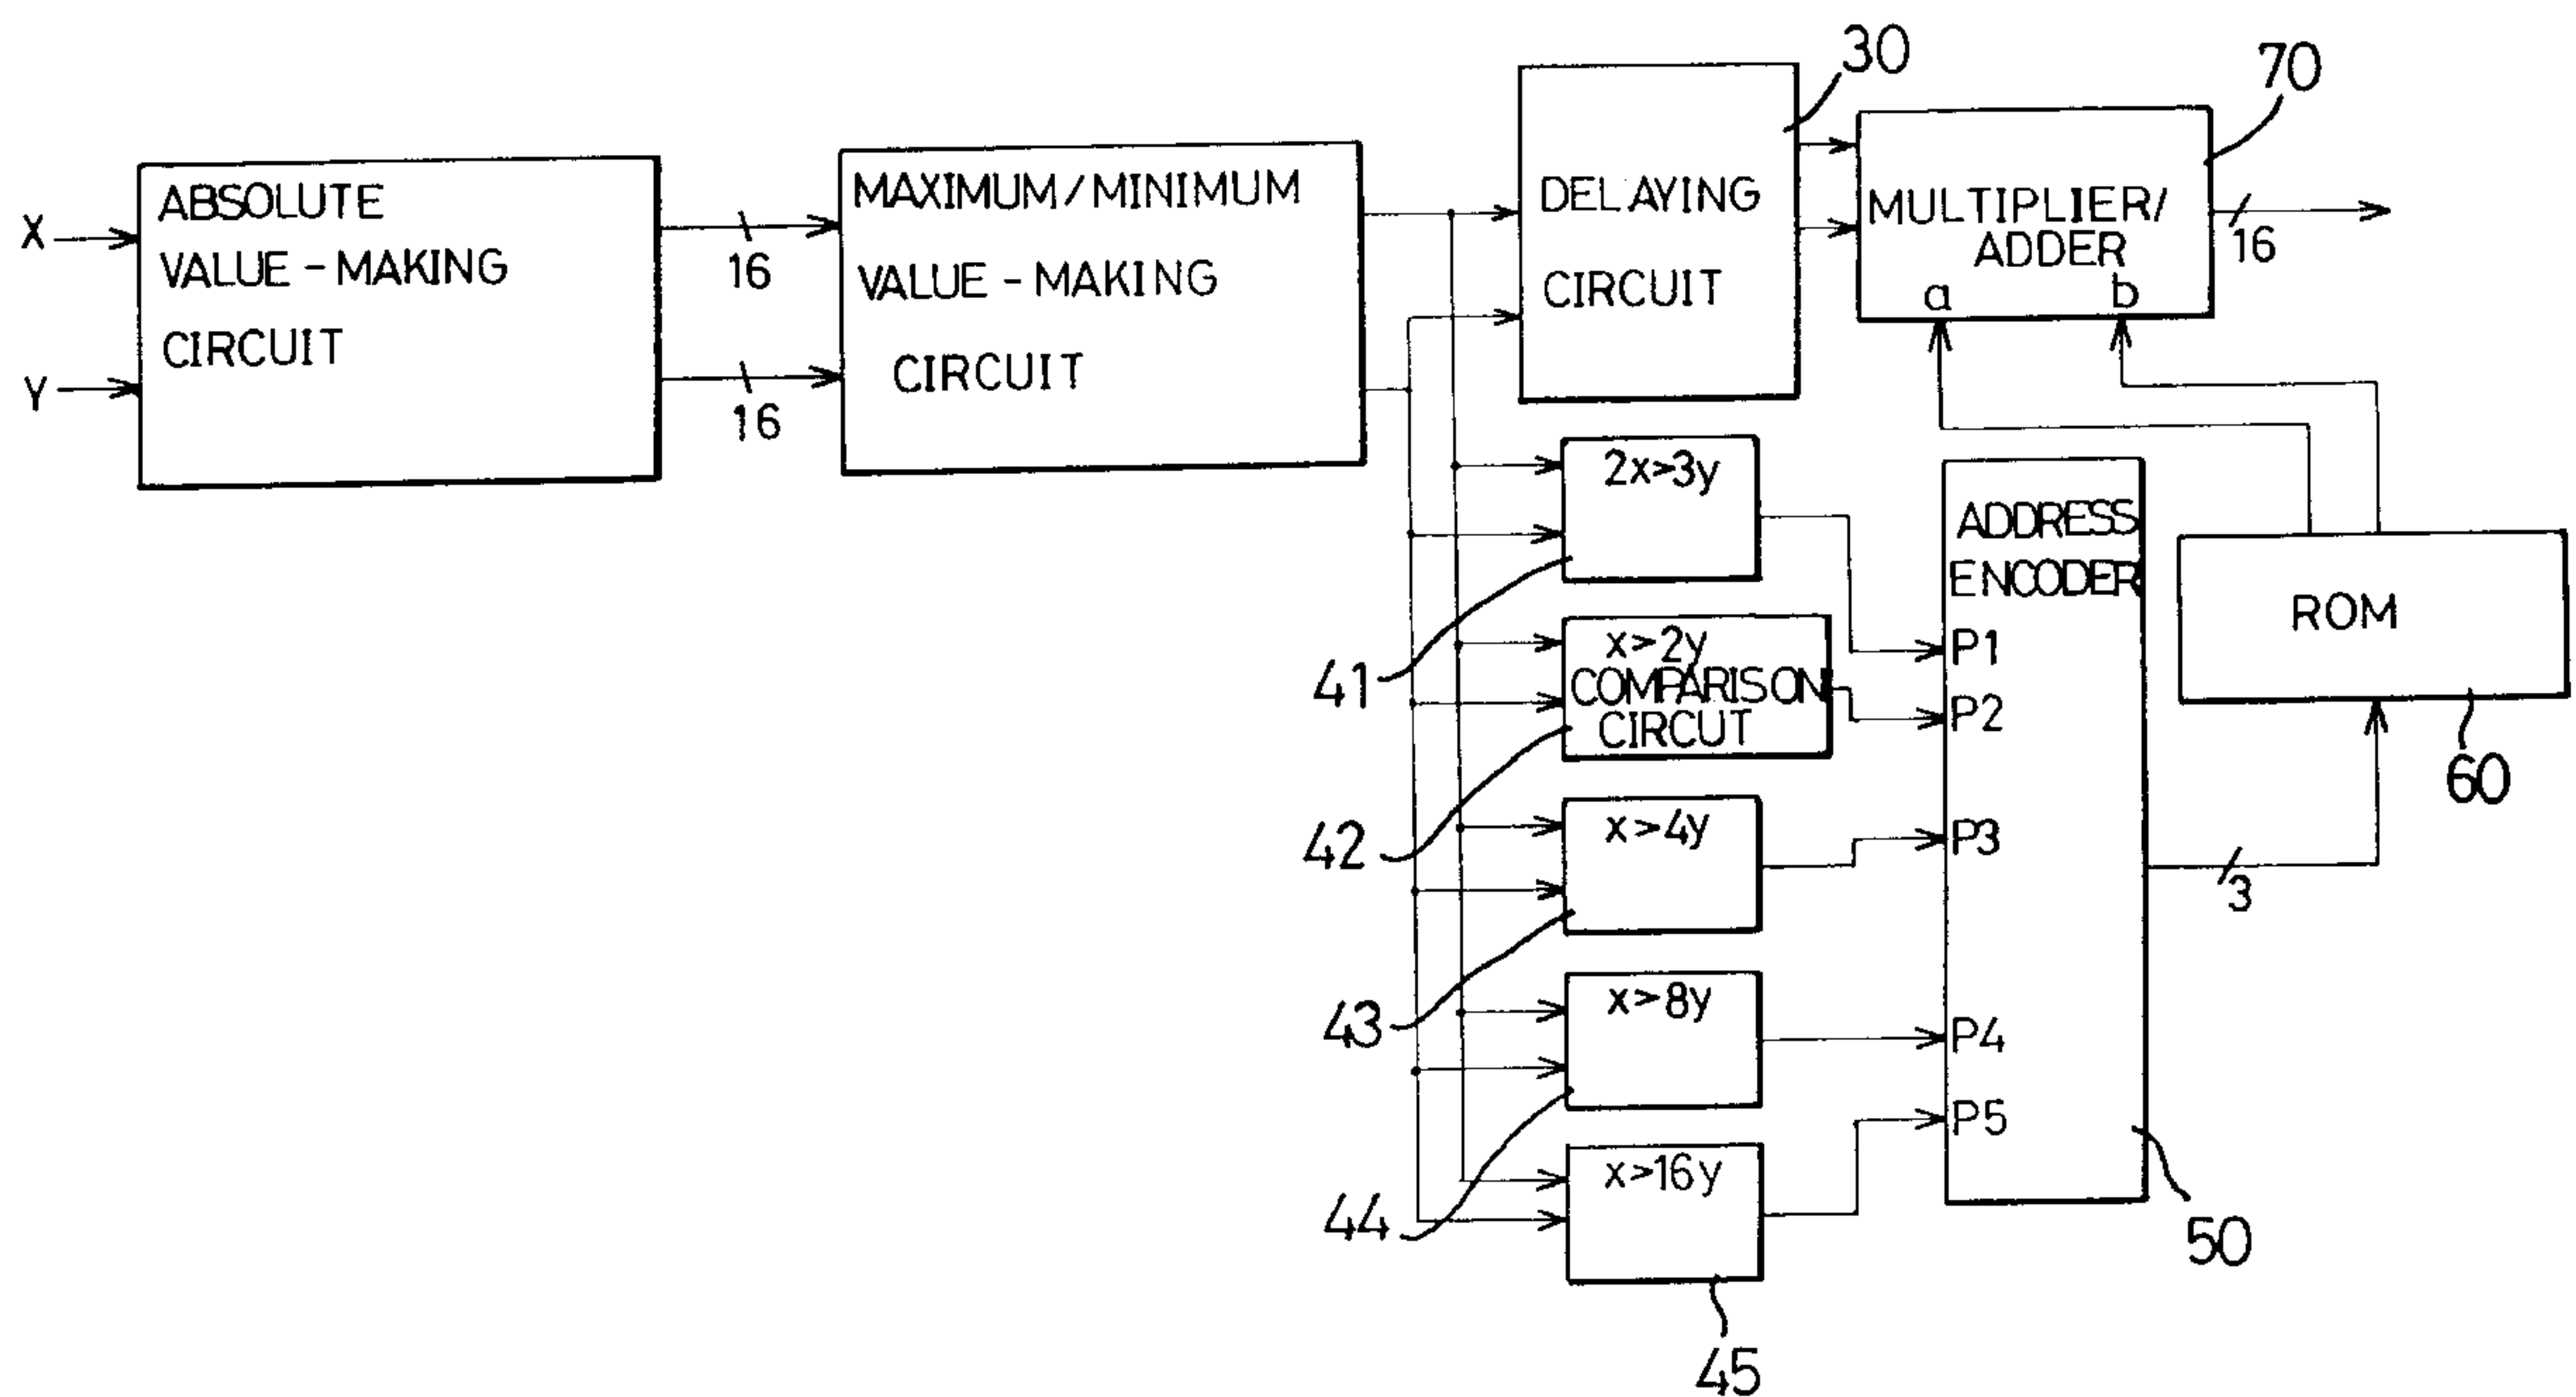 X
Y
ABSOLUTE
VALUE-MAKING
CIRCUIT
16
16
MAXIMUM/MINIMUM
VALUE-MAKING
CIRCUIT
DELAYING
CIRCUIT
30
MULTIPLIER/
ADDER
a b
70
16
2x>3y
41
x>2y
COMPARISON
CIRCUT
42
x>4y
43
x>8y
44
x>16y
45
ADDRESS
ENCODER
P1
P2
P3
P4
P5
50
3
ROM
60